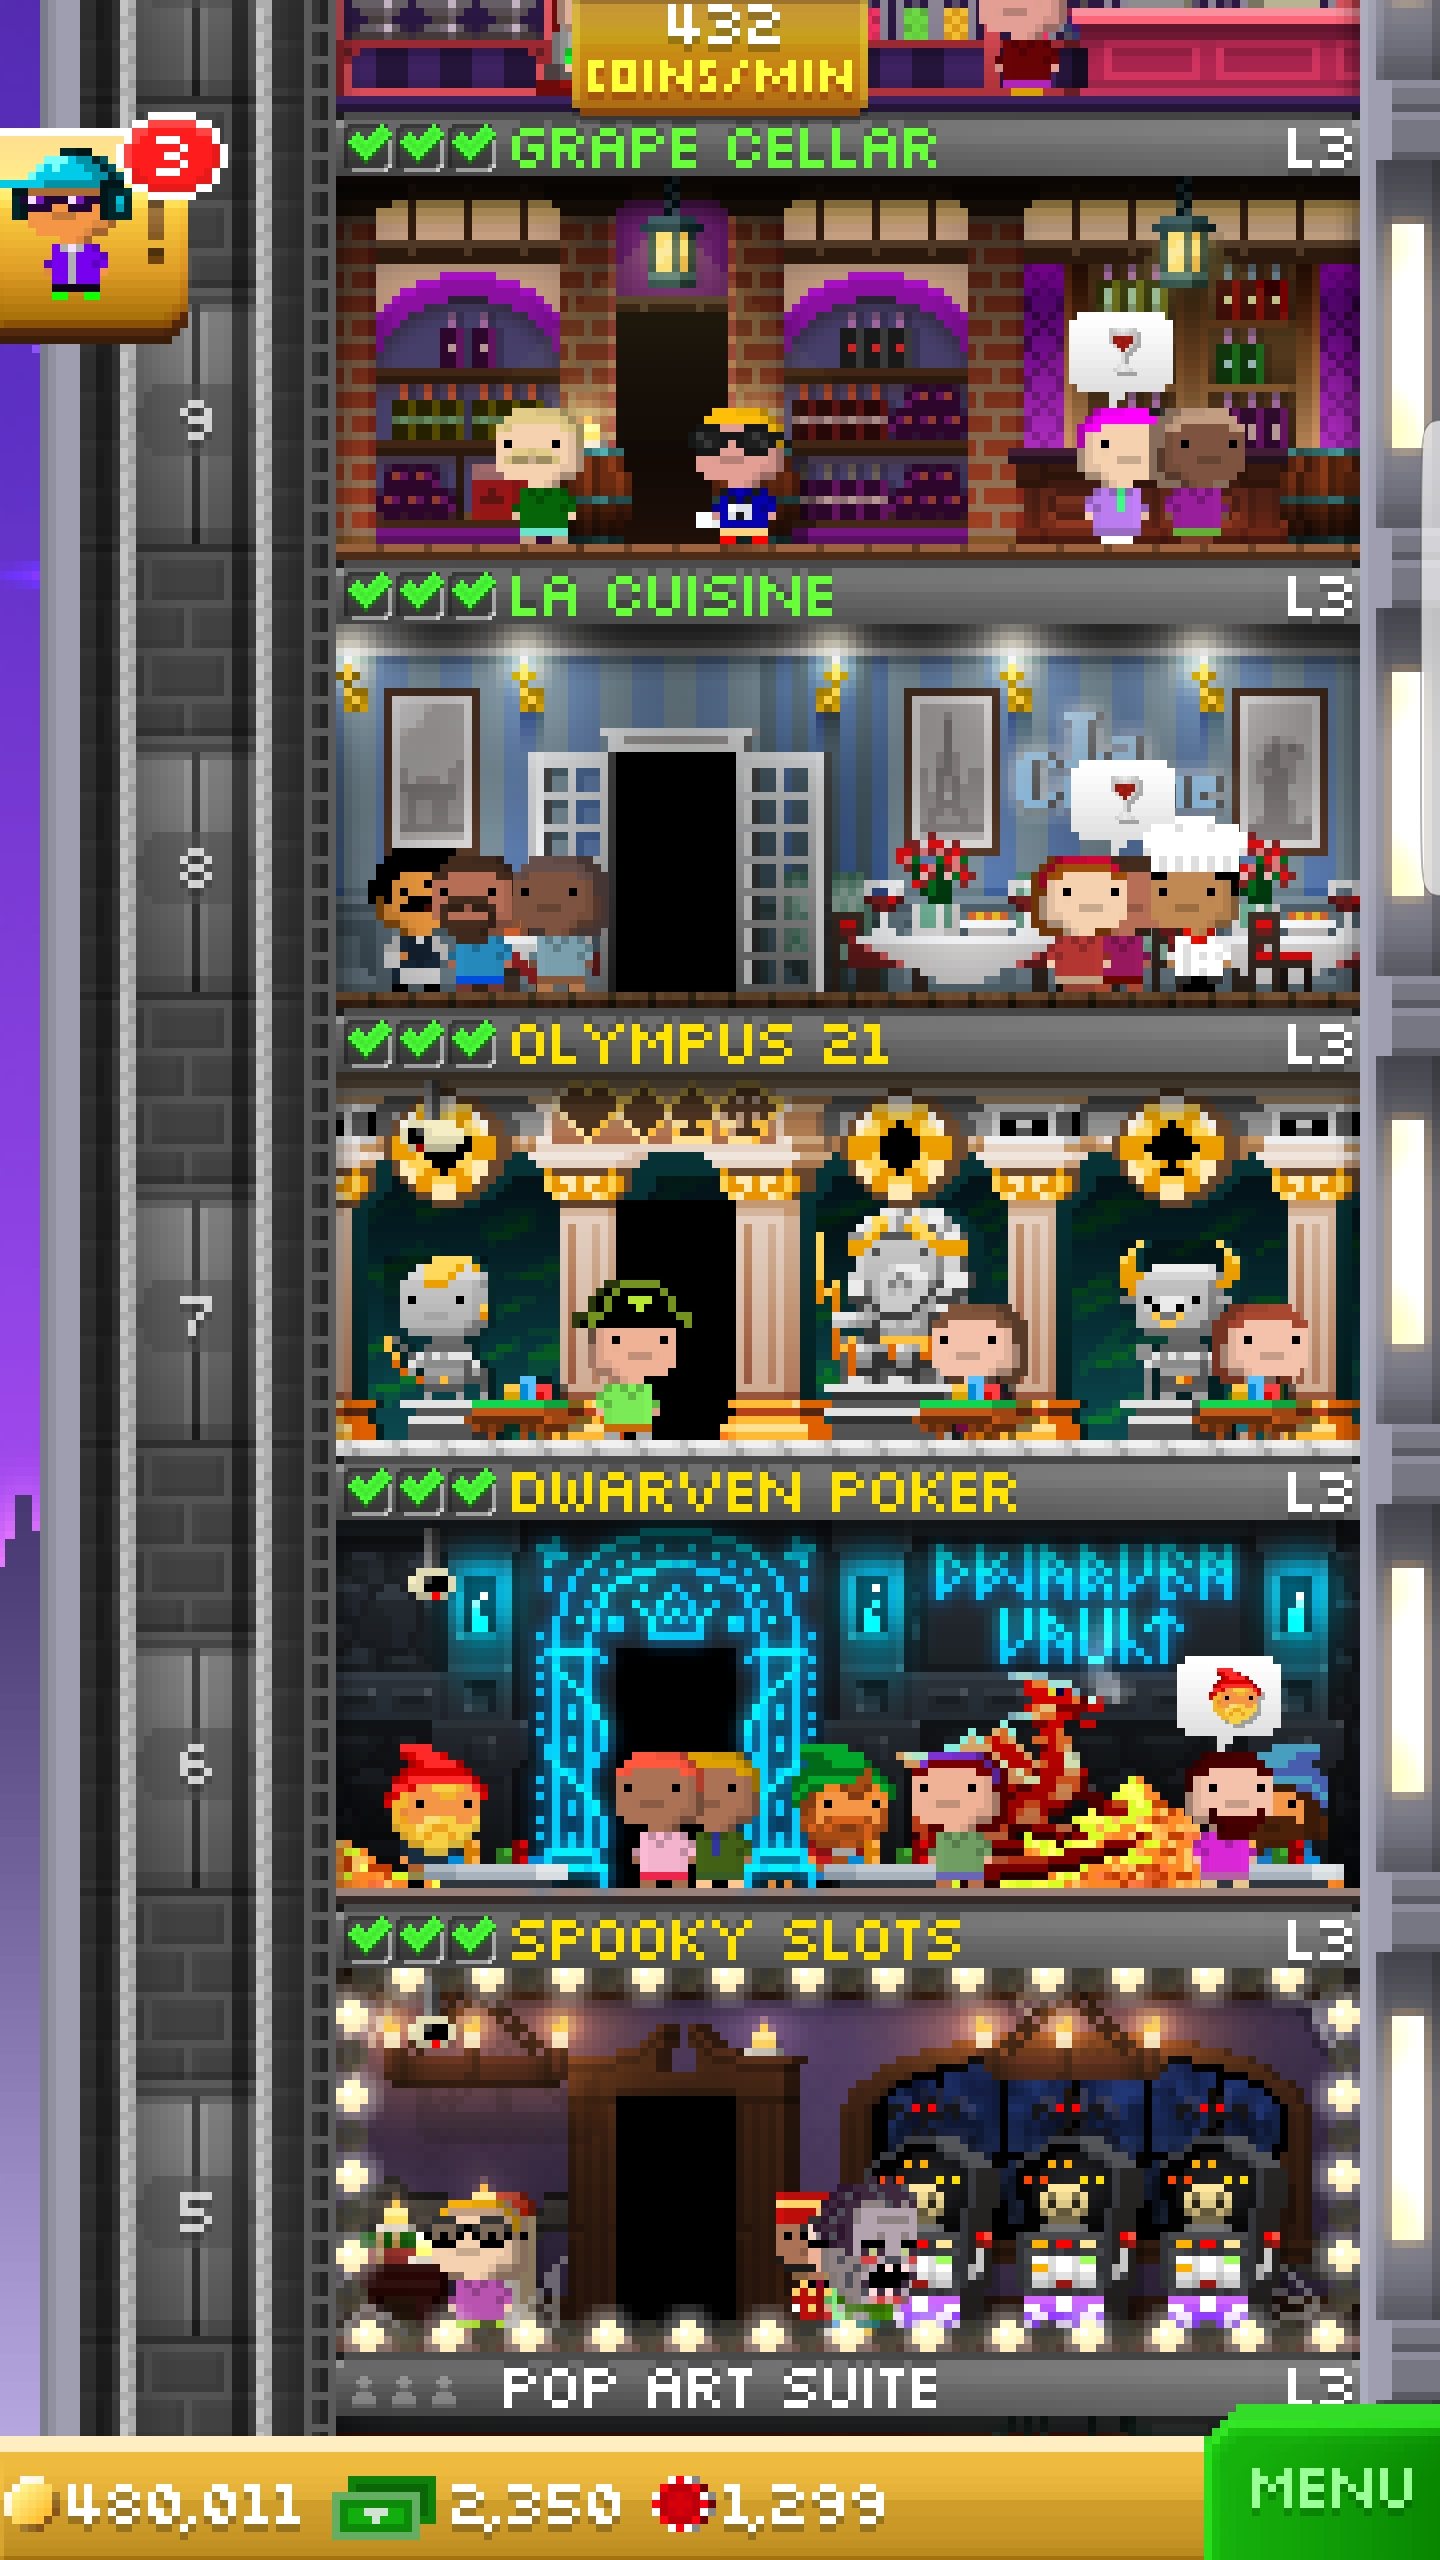 432
COINS/MIN
GRAPE CELLAR L3
3
9
LA CUISINE L3
La
8
OLYMPUS 21 L3
7
DWARVEN POKER L3
DWARVEN
VAULT
6
SPOOKY SLOTS L3
5
POP ART SUITE L3
480,011 2,350 1,299
MENU